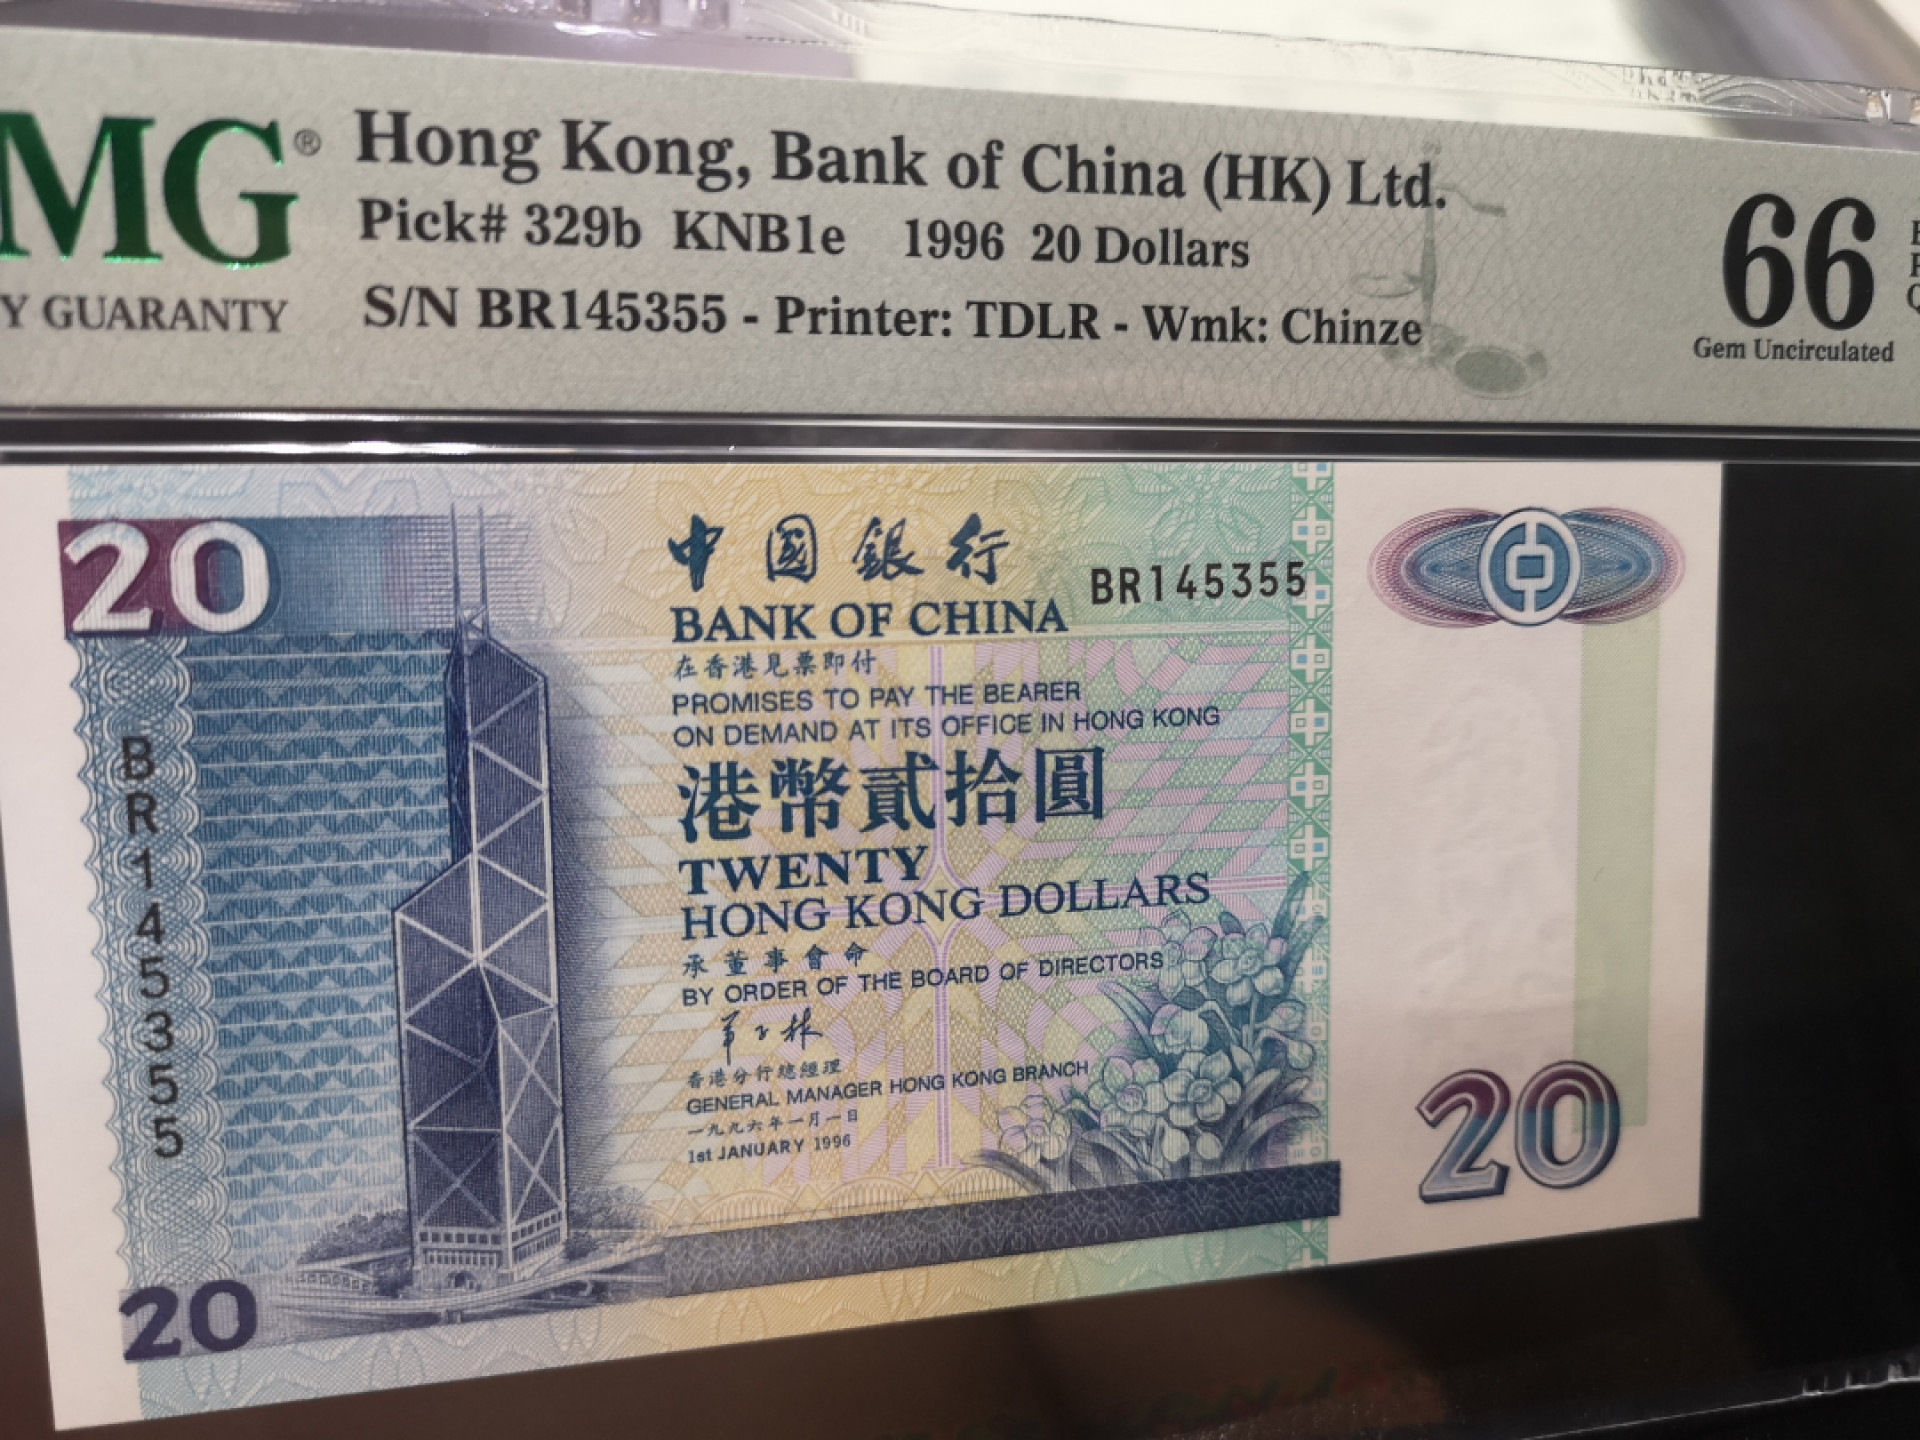 MG® Hong Kong, Bank of China (HK) Ltd.
Pick# 329b KNB1e 1996 20 Dollars
Y GUARANTY
S/N BR145355 - Printer: TDLR - Wmk: Chinze
66
Gem Uncirculated
20
中國銀行
BR145355
BANK OF CHINA
在香港見票即付
PROMISES TO PAY THE BEARER
ON DEMAND AT ITS OFFICE IN HONG KONG
港幣貳拾圓
TWENTY
HONG KONG DOLLARS
承董事會命
BY ORDER OF THE BOARD OF DIRECTORS
香港分行總經理
GENERAL MANAGER HONG KONG BRANCH
一九九六年一月一日
1st JANUARY 1996
BR145355
20
20